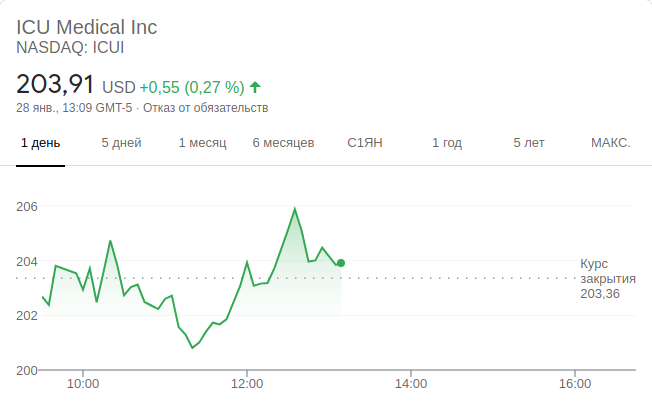 ICU Medical Inc
NASDAQ: ICUI
203,91 USD +0,55 (0,27 %)
28 янв., 13:09 GMT-5 · Отказ от обязательств
1 день 5 дней 1 месяц 6 месяцев С1ЯН 1 год 5 лет МАКС.
206
204
202
200
Курс
закрытия
203,36
10:00 12:00 14:00 16:00